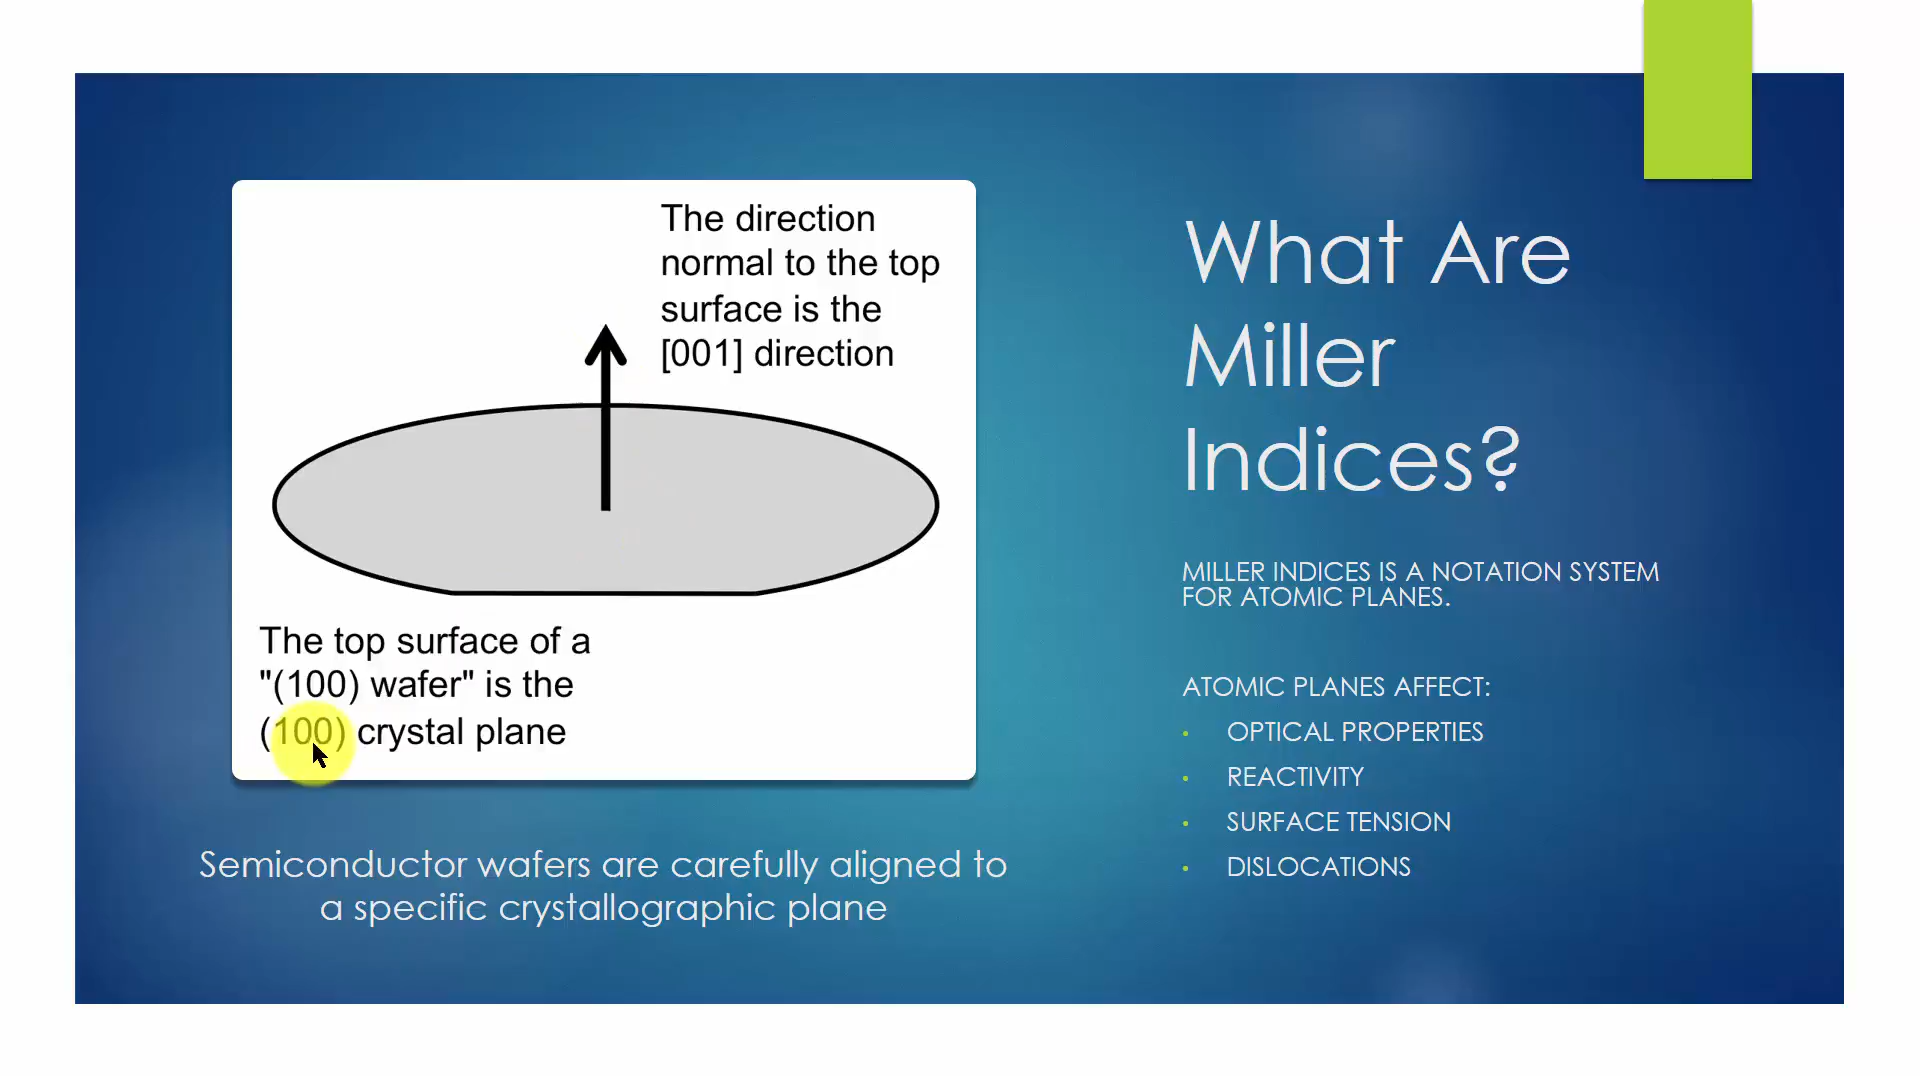 The direction
normal to the top
surface is the
[001] direction
The top surface of a
"(100) wafer" is the
(100) crystal plane
Semiconductor wafers are carefully aligned to
a specific crystallographic plane
What Are
Miller
Indices?
MILLER INDICES IS A NOTATION SYSTEM
FOR ATOMIC PLANES.
ATOMIC PLANES AFFECT:
• OPTICAL PROPERTIES
• REACTIVITY
• SURFACE TENSION
• DISLOCATIONS